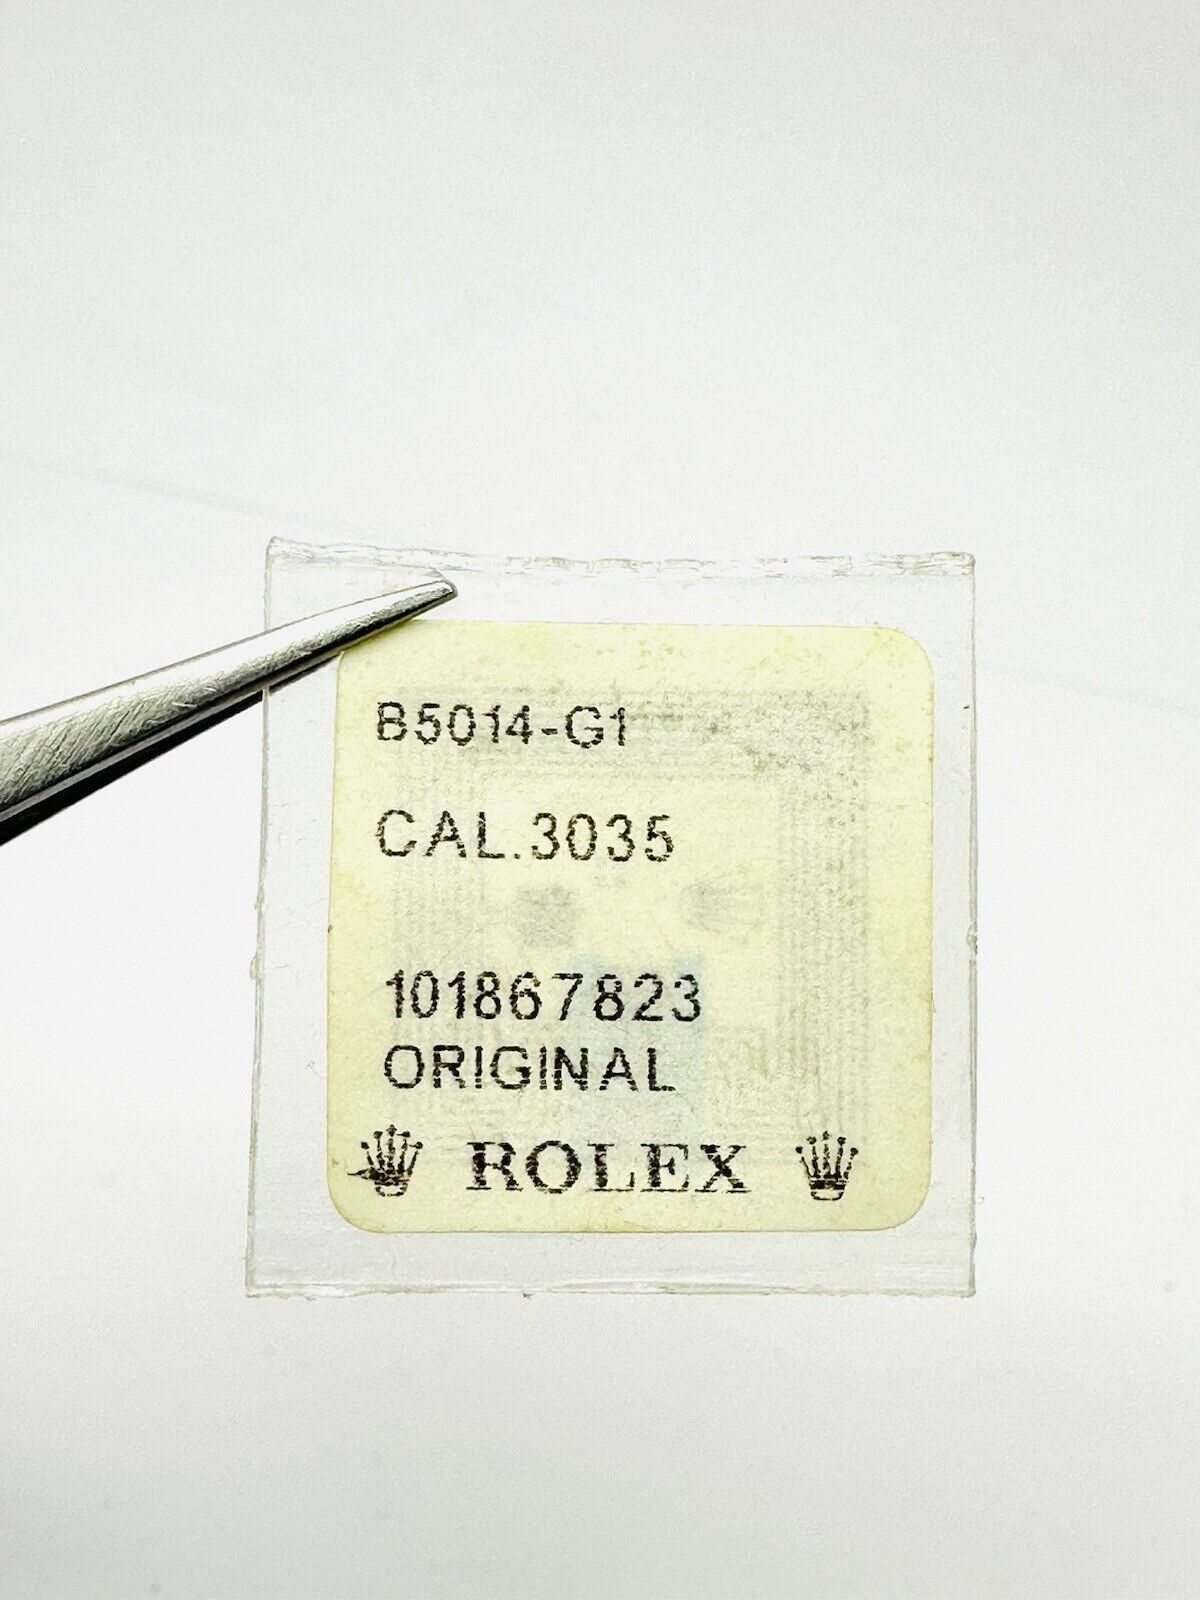 B5014-G1
CAL.3035
101867823
ORIGINAL
ROLEX